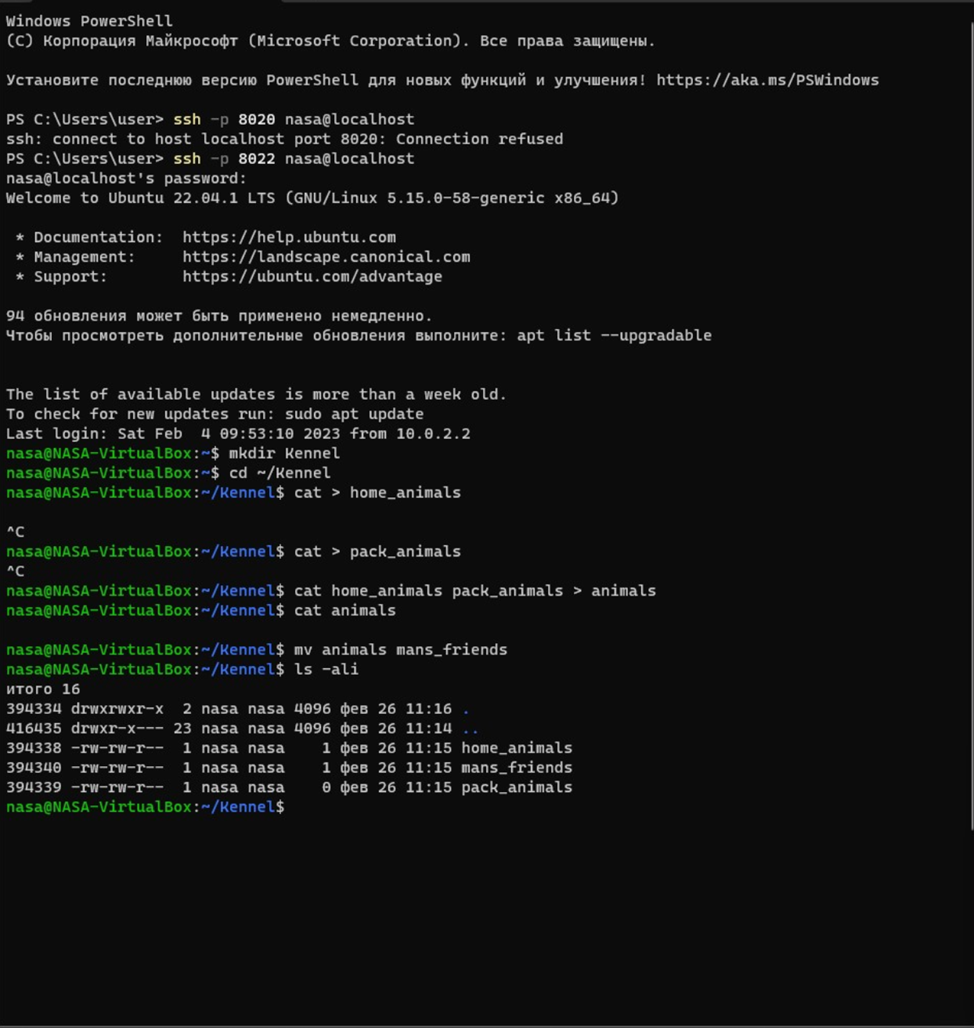 Windows PowerShell
(C) Корпорация Майкрософт (Microsoft Corporation). Все права защищены.
Установите последнюю версию PowerShell для новых функций и улучшения! https://aka.ms/PSWindows
PS C:\Users\user> ssh -p 8020 nasa@localhost
ssh: connect to host localhost port 8020: Connection refused
PS C:\Users\user> ssh -p 8022 nasa@localhost
nasa@localhost's password:
Welcome to Ubuntu 22.04.1 LTS (GNU/Linux 5.15.0-58-generic x86_64)
* Documentation:  https://help.ubuntu.com
* Management:     https://landscape.canonical.com
* Support:        https://ubuntu.com/advantage
94 обновления может быть применено немедленно.
Чтобы просмотреть дополнительные обновления выполните: apt list --upgradable
The list of available updates is more than a week old.
To check for new updates run: sudo apt update
Last login: Sat Feb  4 09:53:10 2023 from 10.0.2.2
nasa@NASA-VirtualBox:~$ mkdir Kennel
nasa@NASA-VirtualBox:~$ cd ~/Kennel
nasa@NASA-VirtualBox:~/Kennel$ cat > home_animals
^C
nasa@NASA-VirtualBox:~/Kennel$ cat > pack_animals
^C
nasa@NASA-VirtualBox:~/Kennel$ cat home_animals pack_animals > animals
nasa@NASA-VirtualBox:~/Kennel$ cat animals
nasa@NASA-VirtualBox:~/Kennel$ mv animals mans_friends
nasa@NASA-VirtualBox:~/Kennel$ ls -ali
итого 16
394334 drwxrwxr-x  2 nasa nasa 4096 фев 26 11:16 .
416435 drwxr-x--- 23 nasa nasa 4096 фев 26 11:14 ..
394338 -rw-rw-r--  1 nasa nasa    1 фев 26 11:15 home_animals
394340 -rw-rw-r--  1 nasa nasa    1 фев 26 11:15 mans_friends
394339 -rw-rw-r--  1 nasa nasa    0 фев 26 11:15 pack_animals
nasa@NASA-VirtualBox:~/Kennel$